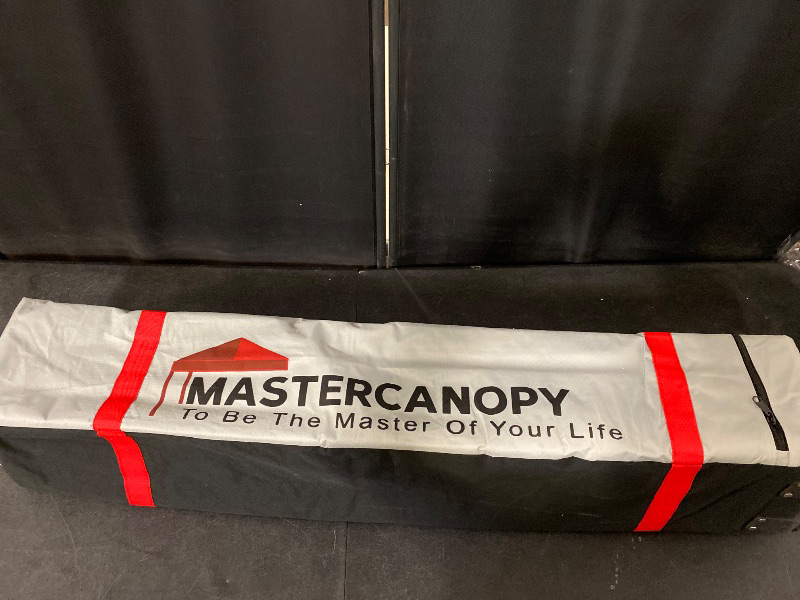 MASTERCANOPY
To Be The Master Of Your Life